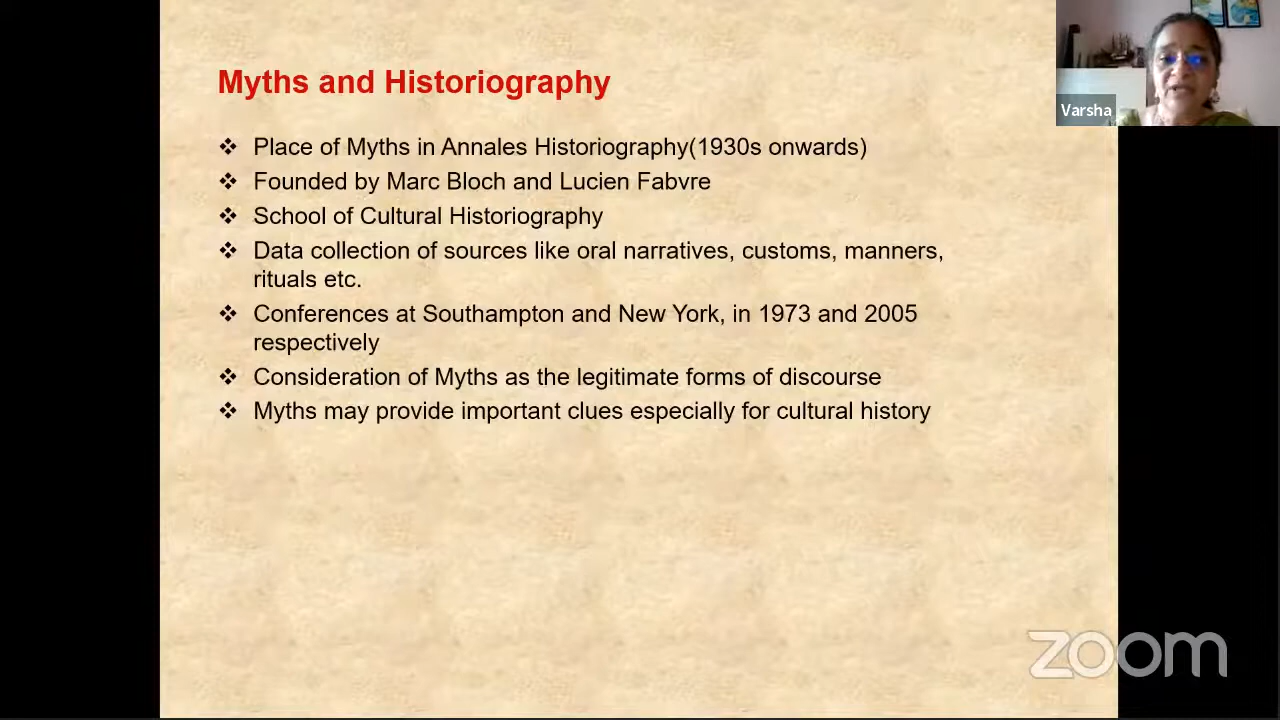 Myths and Historiography
❖ Place of Myths in Annales Historiography(1930s onwards)
❖ Founded by Marc Bloch and Lucien Fabvre
❖ School of Cultural Historiography
❖ Data collection of sources like oral narratives, customs, manners,
rituals etc.
❖ Conferences at Southampton and New York, in 1973 and 2005
respectively
❖ Consideration of Myths as the legitimate forms of discourse
❖ Myths may provide important clues especially for cultural history
Varsha
zoom